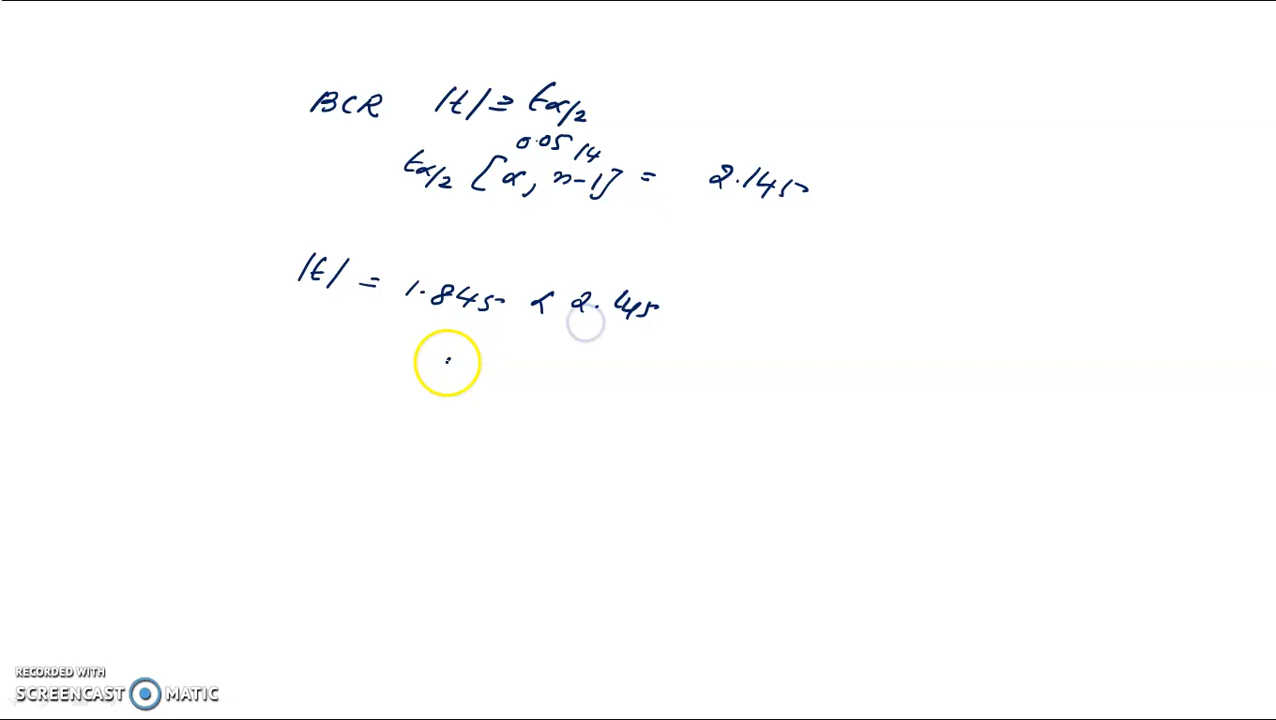 BCR |t| ≥ tα/2
0.05 14
tα/2 [α, n-1] = 2.145
|t| = 1.845 < 2.145
RECORDED WITH
SCREENCAST MATIC